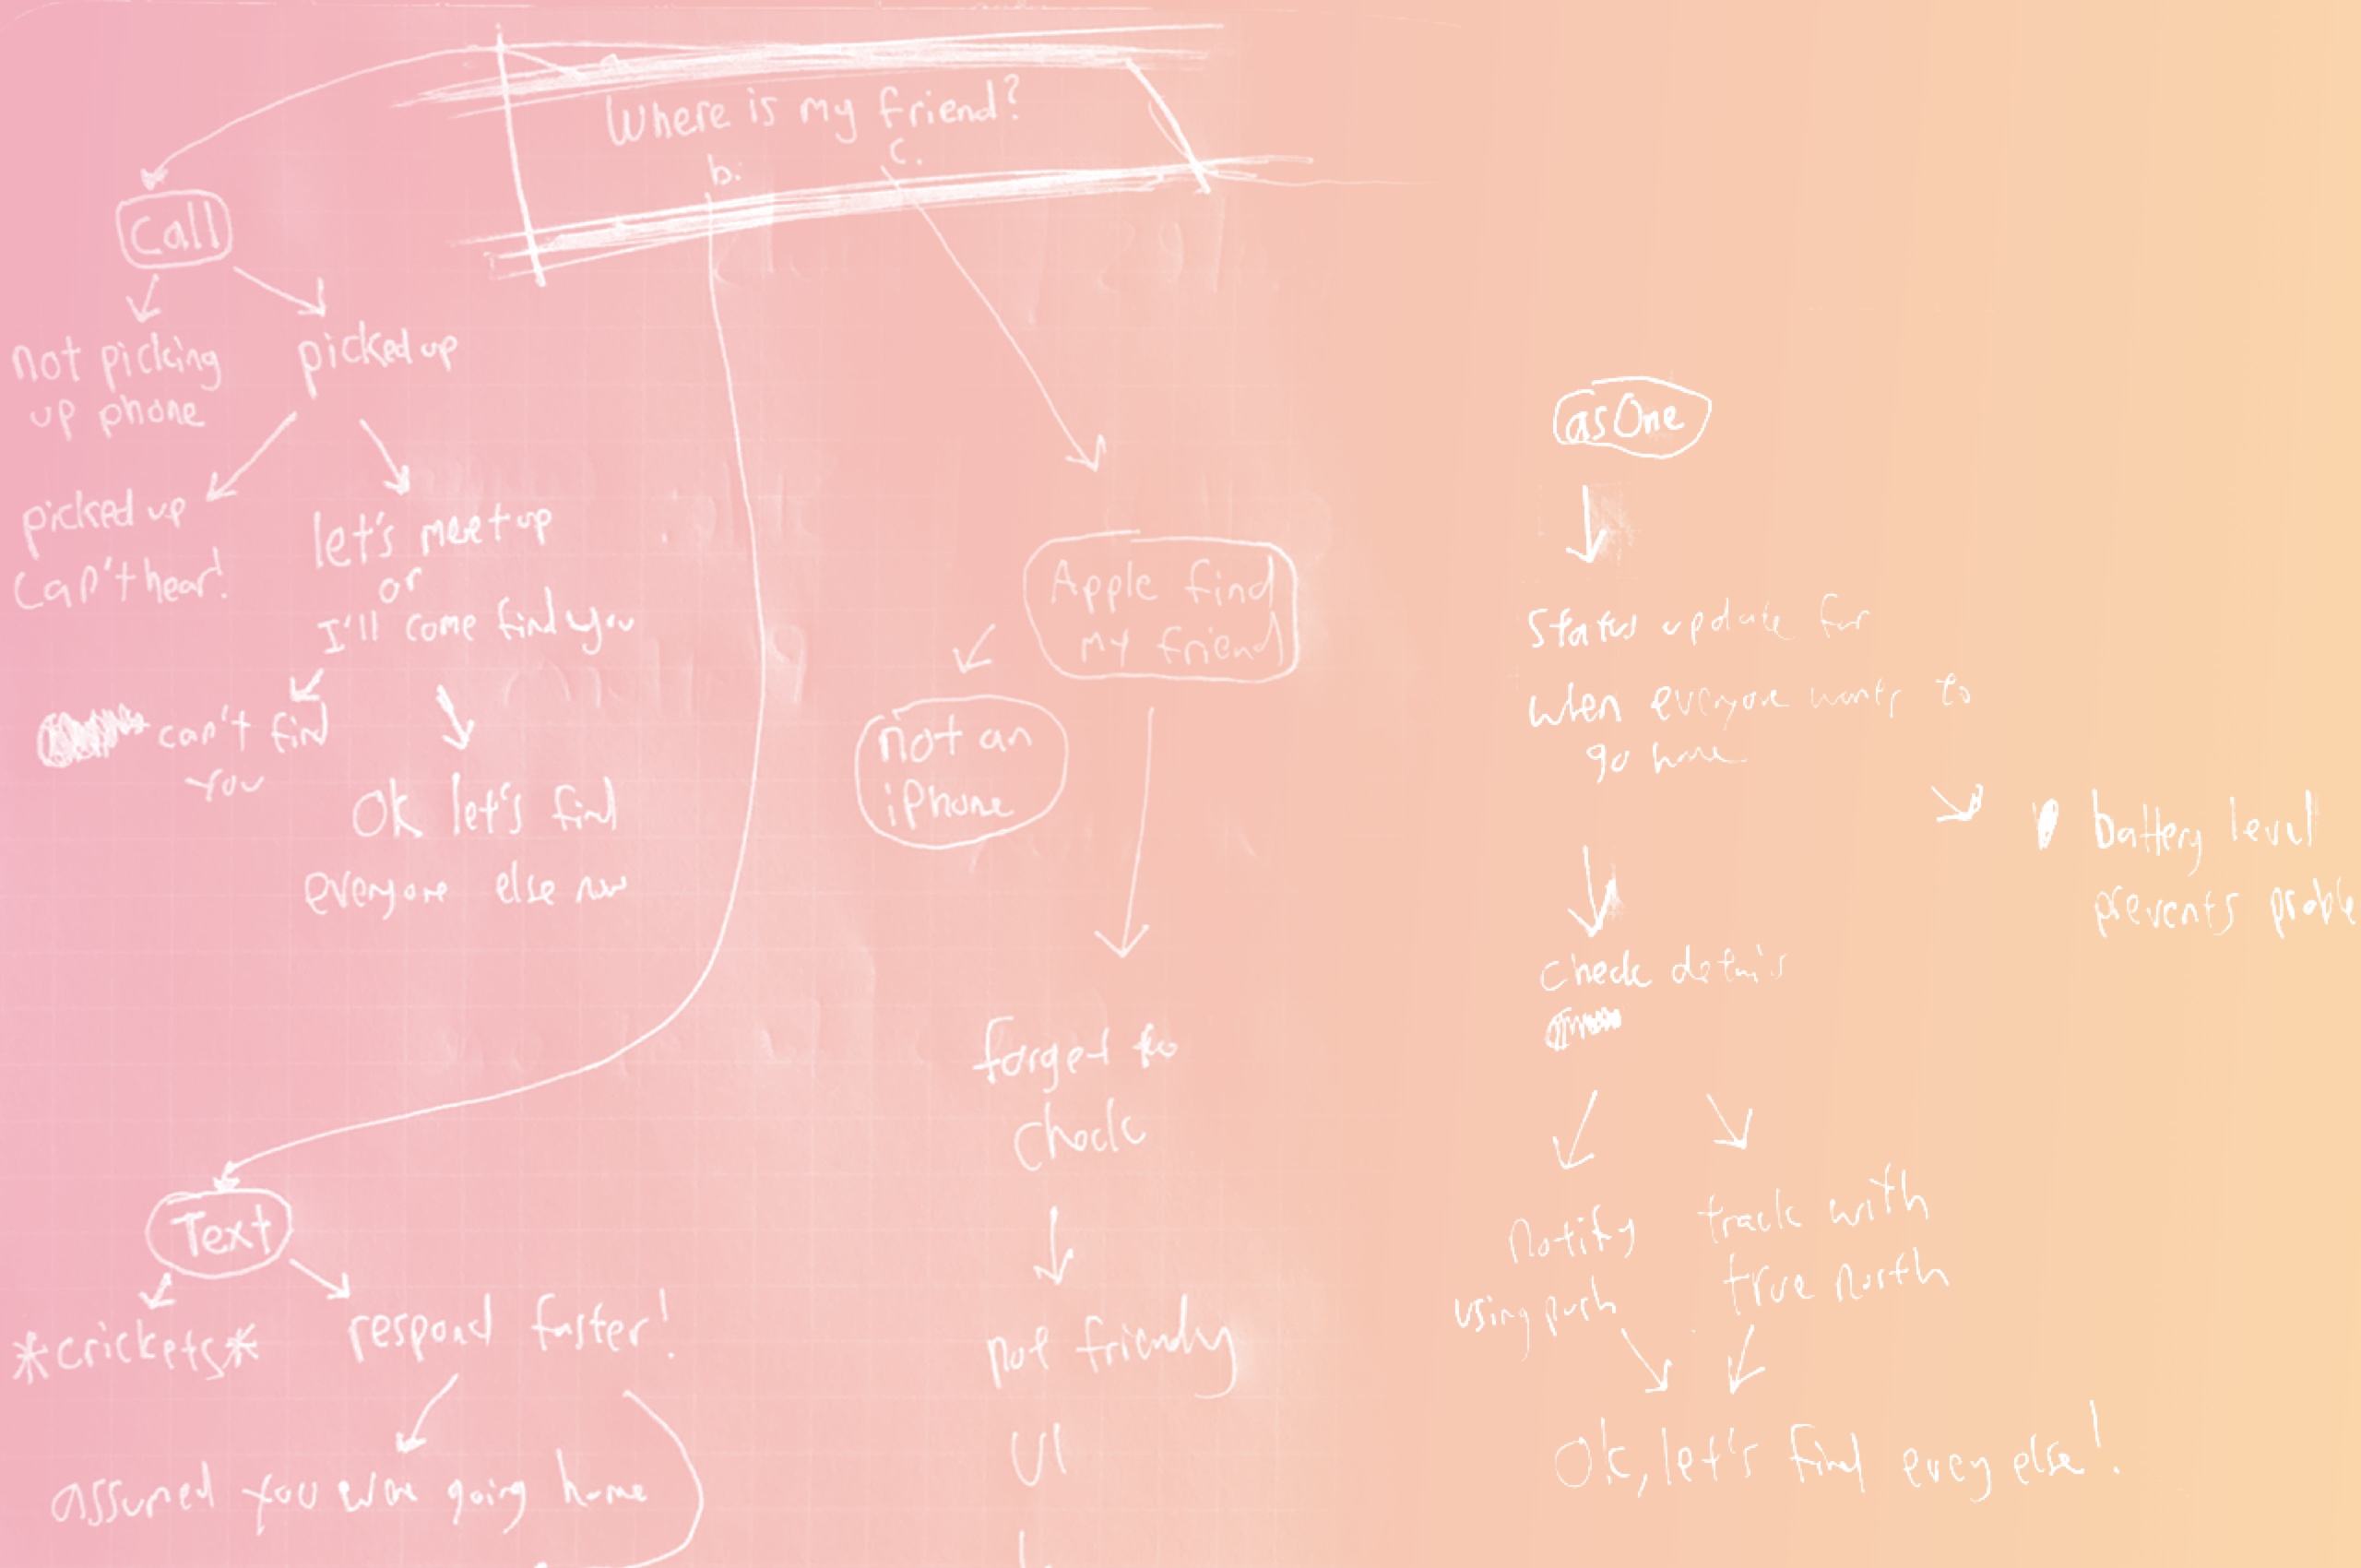 Where is my friend?
b.
c.
Call
not picking
up phone
picked up
picked up
can't hear!
let's meet up
or
I'll come find you
can't find
you
Ok let's find
everyone else now
Apple find
my friend
not an
iPhone
forget to
check
not friendly
UI
Text
*crickets*
respond faster!
assumed you were going home
asOne
Status update for
when everyone wants to
go home
battery level
prevents proble
check details
notify
using push
track with
true north
Ok, let's find every else!